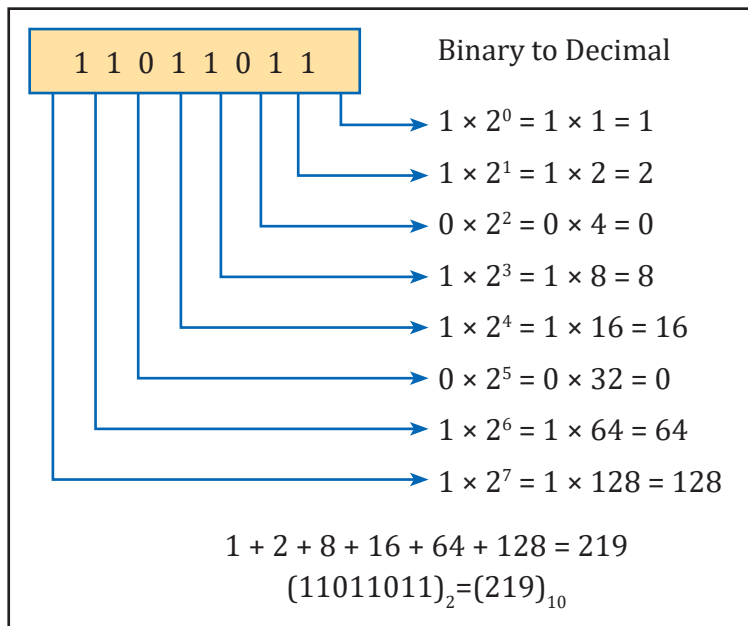 1 1 0 1 1 0 1 1
Binary to Decimal
1 × 2⁰ = 1 × 1 = 1
1 × 2¹ = 1 × 2 = 2
0 × 2² = 0 × 4 = 0
1 × 2³ = 1 × 8 = 8
1 × 2⁴ = 1 × 16 = 16
0 × 2⁵ = 0 × 32 = 0
1 × 2⁶ = 1 × 64 = 64
1 × 2⁷ = 1 × 128 = 128
1 + 2 + 8 + 16 + 64 + 128 = 219
(11011011)₂=(219)₁₀